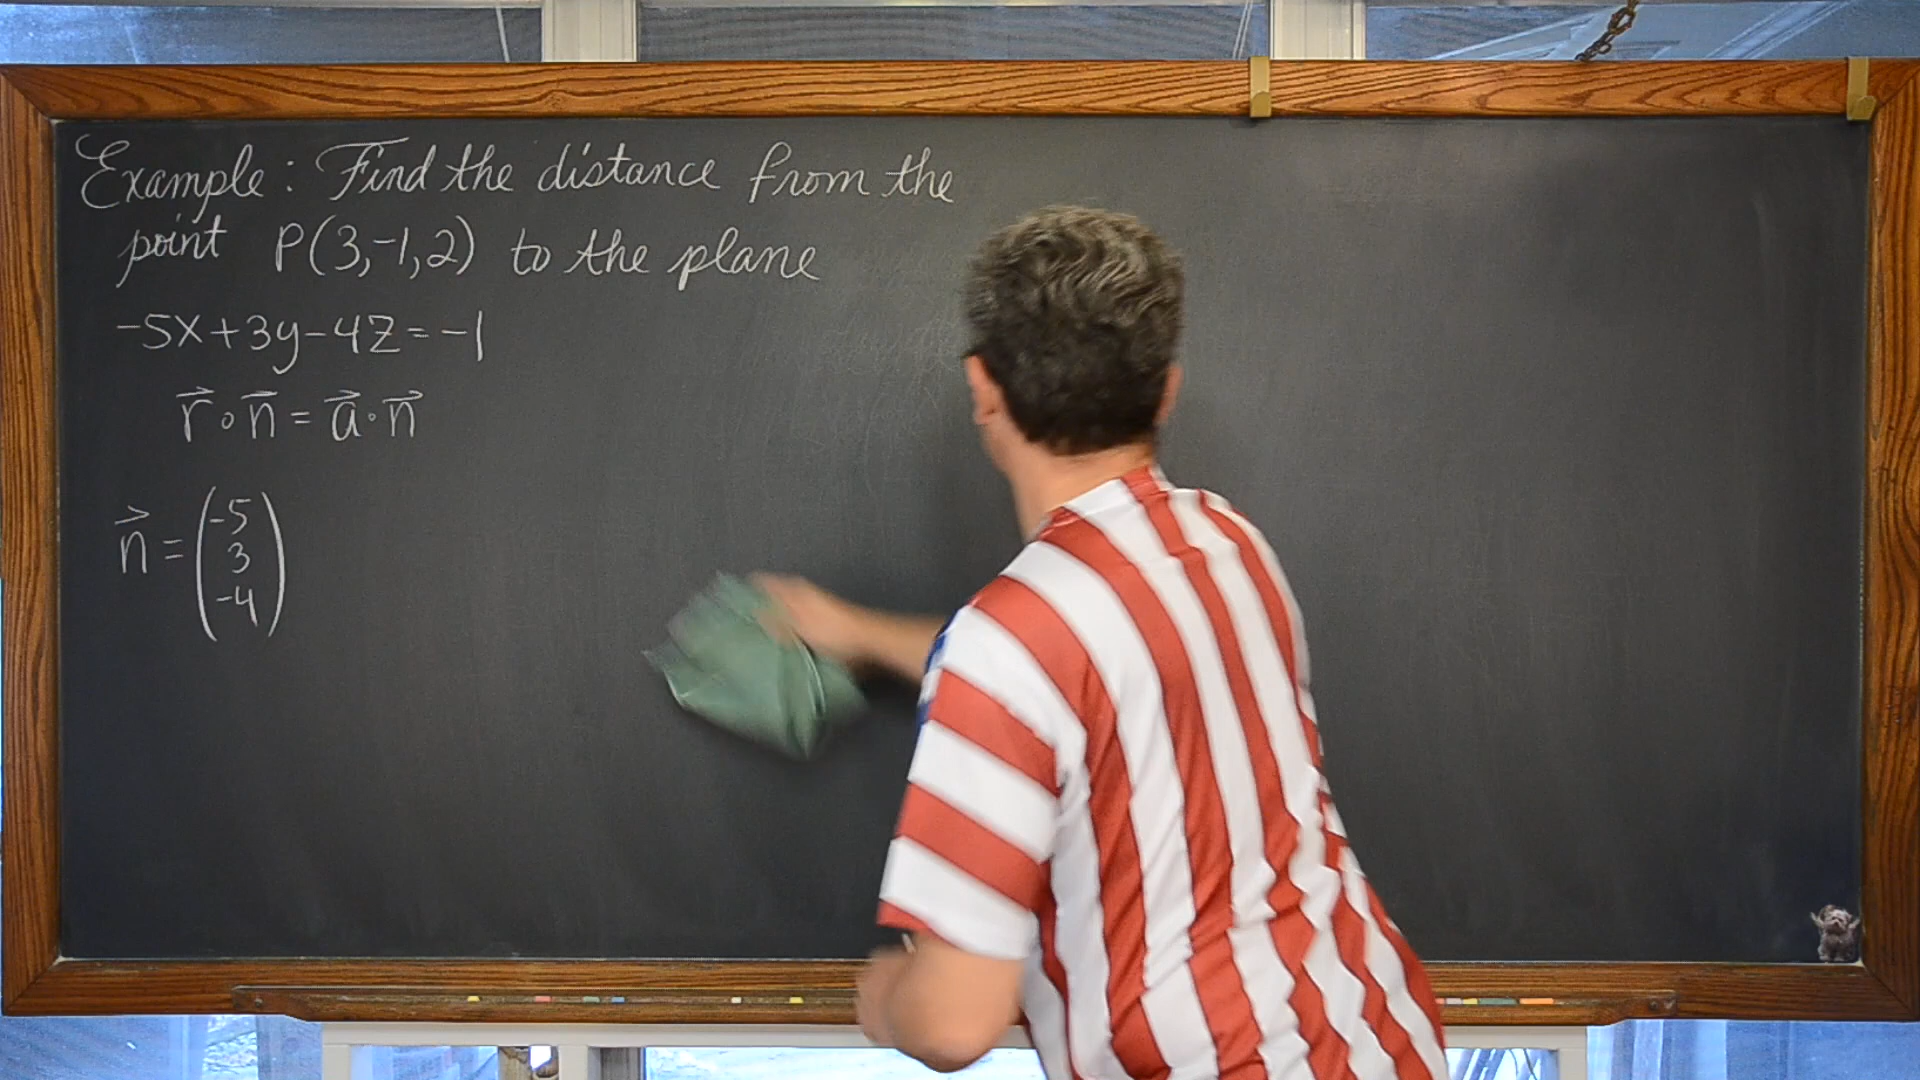 Example: Find the distance from the
point P(3,-1,2) to the plane
-5x+3y-4z=-1
r⃗∘n⃗=a⃗∘n⃗
n⃗=(-5
3
-4)